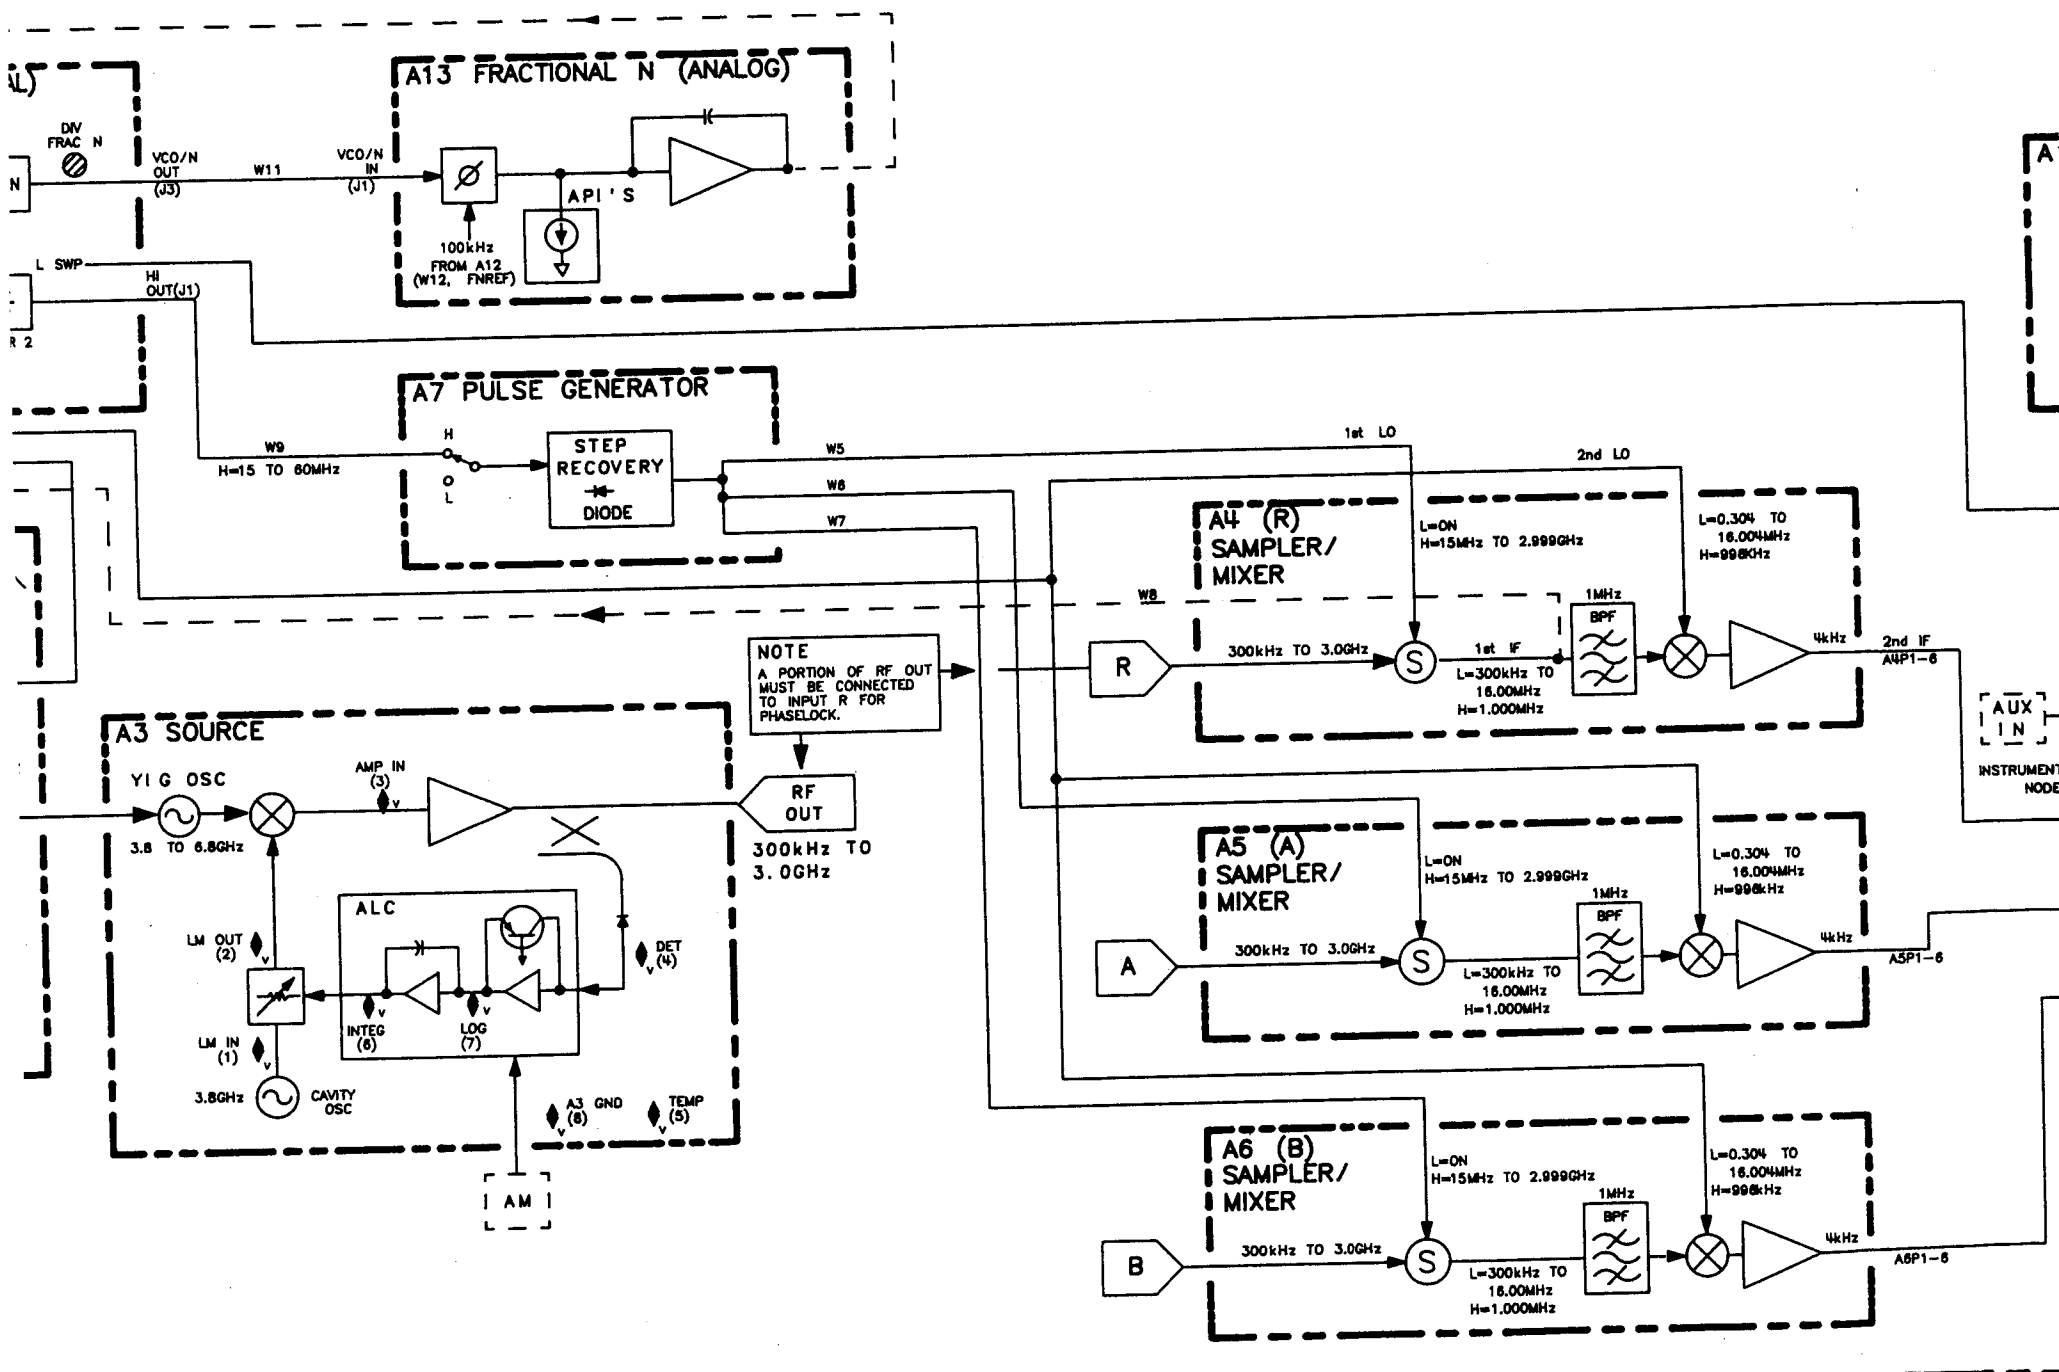 AL)
A13 FRACTIONAL N (ANALOG)
DIV
FRAC N
N
VCO/N
OUT
(J3)
W11
VCO/N
IN
(J1)
Ø
API'S
100kHz
FROM A12
(W12, FNREF)
L SWP
HI
OUT(J1)
R 2
A7 PULSE GENERATOR
W9
H=15 TO 60MHz
H
L
STEP
RECOVERY
DIODE
W5
W6
W7
1st LO
2nd LO
A4 (R)
SAMPLER/
MIXER
L=ON
H=15MHz TO 2.999GHz
L=0.304 TO
16.004MHz
H=996KHz
W8
1MHz
BPF
R
300kHz TO 3.0GHz
S
1st IF
L=300kHz TO
16.00MHz
H=1.000MHz
4kHz
2nd IF
A4P1-6
NOTE
A PORTION OF RF OUT
MUST BE CONNECTED
TO INPUT R FOR
PHASELOCK.
AUX
IN
INSTRUMENT
NODE
A3 SOURCE
YIG OSC
3.8 TO 6.8GHz
AMP IN
(3)
v
RF
OUT
300kHz TO
3.0GHz
ALC
LM OUT
(2)
v
DET
(4)
v
INTEG
(6)
v
LOG
(7)
v
LM IN
(1)
v
3.8GHz
CAVITY
OSC
A3 GND
(8)
v
TEMP
(5)
v
AM
A5 (A)
SAMPLER/
MIXER
L=ON
H=15MHz TO 2.999GHz
L=0.304 TO
16.004MHz
H=996kHz
1MHz
BPF
A
300kHz TO 3.0GHz
S
L=300kHz TO
16.00MHz
H=1.000MHz
4kHz
A5P1-6
A6 (B)
SAMPLER/
MIXER
L=ON
H=15MHz TO 2.999GHz
L=0.304 TO
16.004MHz
H=996kHz
1MHz
BPF
B
300kHz TO 3.0GHz
S
L=300kHz TO
16.00MHz
H=1.000MHz
4kHz
A6P1-6